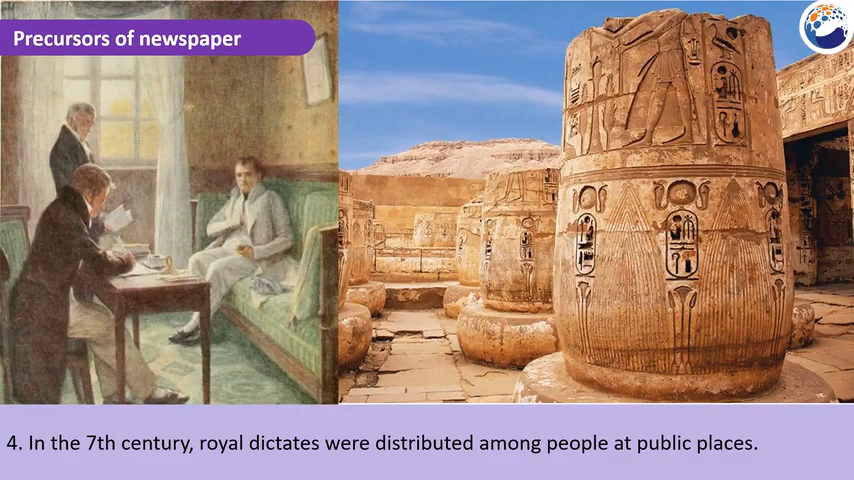 Precursors of newspaper
4. In the 7th century, royal dictates were distributed among people at public places.